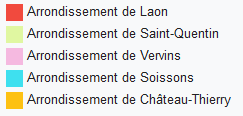 Arrondissement de Laon
Arrondissement de Saint-Quentin
Arrondissement de Vervins
Arrondissement de Soissons
Arrondissement de Château-Thierry